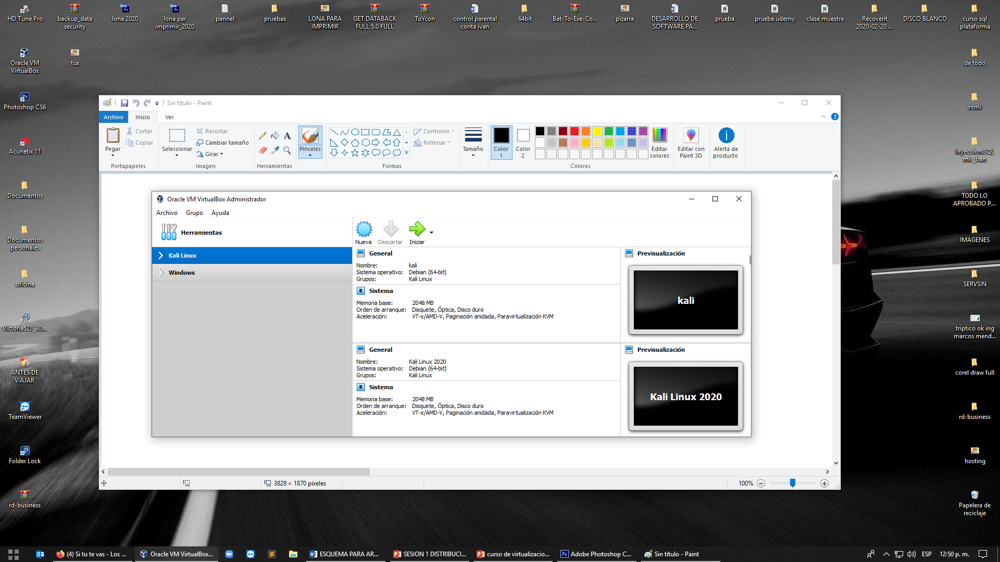 HD Tune Pro
backup_data
security
lona 2020
lona par
imprimir_2020
pannel
pruebas
LONA PARA
IMPRIMIR
GET DATABACK
FULL 5.0 FULL
ToYcon
control parental
conta ivan
64bit
Bat-To-Exe-Co...
pizarra
DESARROLLO DE
SOFTWARE PA...
prueba
prueba udemy
clase muestra
Recoverit
2020-02-20 ...
DISCO BLANCO
curso sql
plataforma
Oracle VM
VirtualBox
tux
de todo
Photoshop CS6
html
Acunetix 11
Inyeccion.SQL
mis_ban
Documentos
TODO LO
APROBADO P...
Documentos
personales
IMAGENES
oficina
SERVSIN
Victoria528_30...
triptico ok ing
marcos mend...
ANTES DE
VIAJAR
corel draw full
TeamViewer
rd-business
Folder Lock
hosting
rd-business
Papelera de
reciclaje
Sin título - Paint
Archivo
Inicio
Ver
Pegar
Cortar
Copiar
Portapapeles
Seleccionar
Recortar
Cambiar tamaño
Girar
Imagen
A
Herramientas
Pinceles
Contorno
Rellenar
Formas
Tamaño
Color
1
Color
2
Editar
colores
Colores
Editar con
Paint 3D
Alerta de
producto
Oracle VM VirtualBox Administrador
Archivo Grupo Ayuda
Herramientas
Nueva
Descartar
Iniciar
Kali Linux
Windows
General
Nombre: kali
Sistema operativo: Debian (64-bit)
Grupos: Kali Linux
Sistema
Memoria base: 2048 MB
Orden de arranque: Disquete, Óptica, Disco duro
Aceleración: VT-x/AMD-V, Paginación anidada, Paravirtualización KVM
Previsualización
kali
General
Nombre: Kali Linux 2020
Sistema operativo: Debian (64-bit)
Grupos: Kali Linux
Sistema
Memoria base: 2048 MB
Orden de arranque: Disquete, Óptica, Disco duro
Aceleración: VT-x/AMD-V, Paginación anidada, Paravirtualización KVM
Previsualización
Kali Linux 2020
3828 × 1870 píxeles
100%
(4) Si tu te vas - Los ...
Oracle VM VirtualBox...
ESQUEMA PARA AR...
SESION 1 DISTRIBUCI...
curso de virtualizacio...
Adobe Photoshop C...
Sin título - Paint
ESP
12:50 p. m.